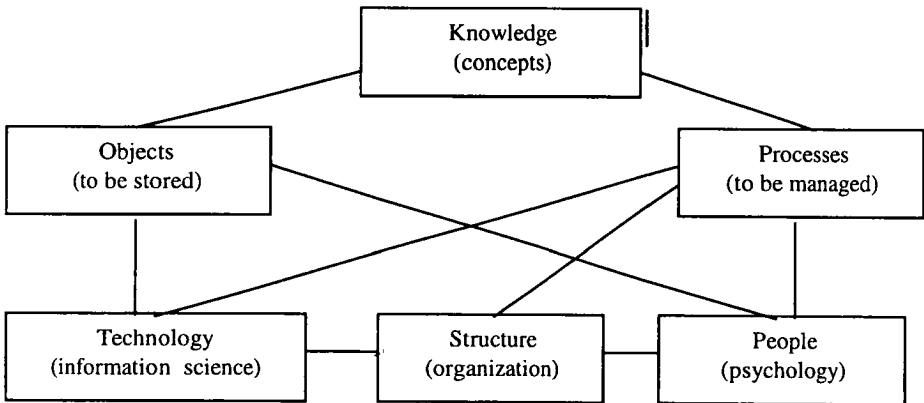 Knowledge
(concepts)
Objects
(to be stored)
Processes
(to be managed)
Technology
(information science)
Structure
(organization)
People
(psychology)